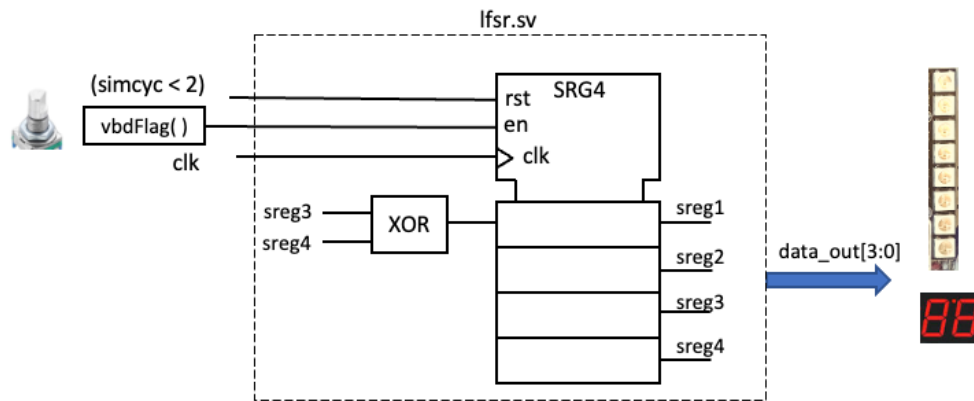 lfsr.sv
(simcyc < 2)
vbdFlag( )
clk
rst
en
clk
SRG4
sreg3
sreg4
XOR
sreg1
sreg2
sreg3
sreg4
data_out[3:0]